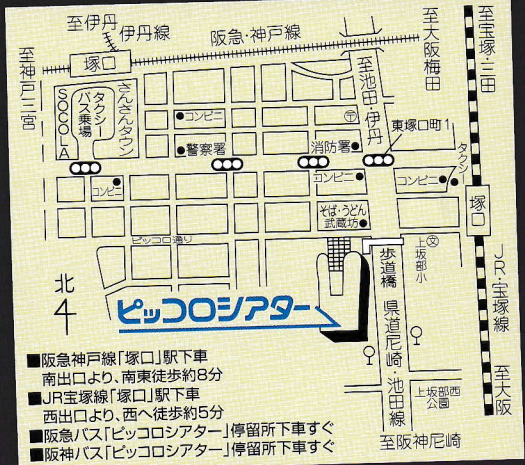 至伊丹
伊丹線
阪急・神戸線
至大阪梅田
至宝塚・三田
至神戸三宮
塚口
SOCOLA
タクシーバス乗場
さんさんタウン
コンビニ
警察署
至池田・伊丹
〒
消防署
東塚口町1
タクシー
コンビニ
コンビニ
コンビニ
塚口
そば・うどん
武蔵坊
ピッコロ通り
歩道橋
上坂部小
文
JR・宝塚線
北
4
ピッコロシアター
県道尼崎・池田線
上坂部西
公園
至大阪
至阪神尼崎
■阪急神戸線「塚口」駅下車
南出口より、南東徒歩約8分
■JR宝塚線「塚口」駅下車
西出口より、西へ徒歩約5分
■阪急バス「ピッコロシアター」停留所下車すぐ
■阪神バス「ピッコロシアター」停留所下車すぐ